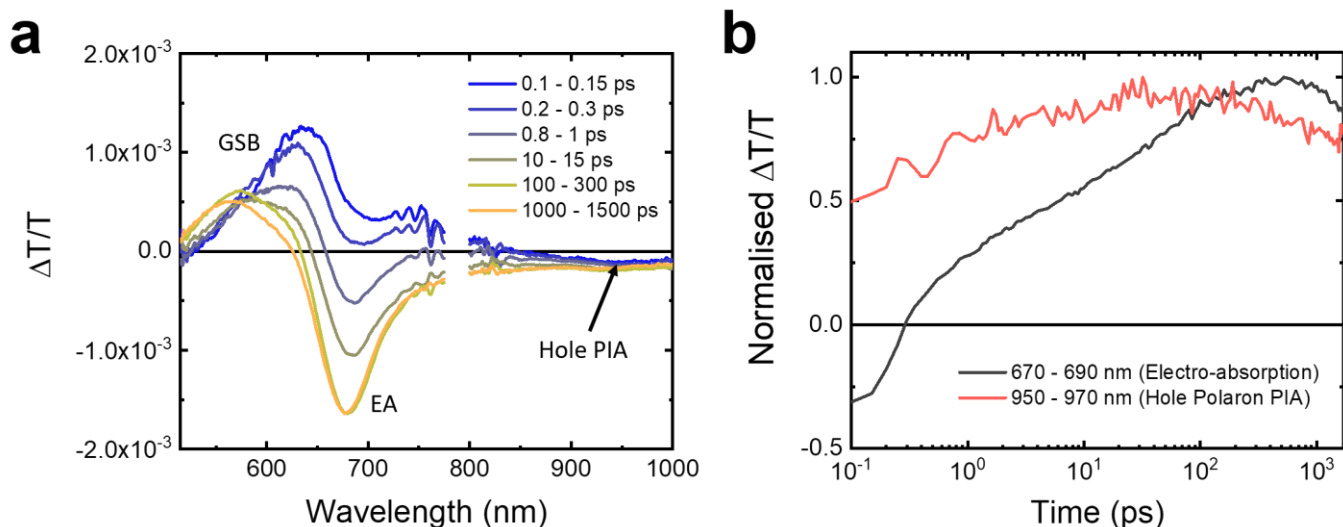 a
2.0x10⁻³
1.0x10⁻³
0.0
-1.0x10⁻³
-2.0x10⁻³
ΔT/T
GSB
0.1 - 0.15 ps
0.2 - 0.3 ps
0.8 - 1 ps
10 - 15 ps
100 - 300 ps
1000 - 1500 ps
Hole PIA
EA
600 700 800 900 1000
Wavelength (nm)
b
1.0
0.5
0.0
-0.5
Normalised ΔT/T
670 - 690 nm (Electro-absorption)
950 - 970 nm (Hole Polaron PIA)
10⁻¹ 10⁰ 10¹ 10² 10³
Time (ps)